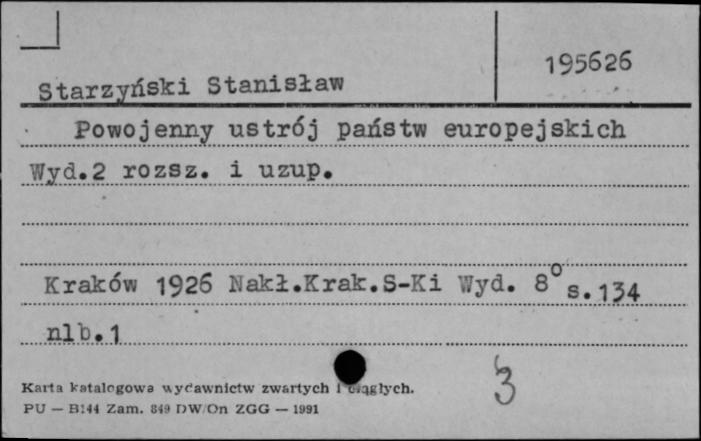 195626
Starzyński Stanisław
Powojenny ustrój państw europejskich
Wyd.2 rozsz. i uzup.
Kraków 1926 Nakł.Krak.S-Ki Wyd. 8° s.134
nlb.1
3
Karta katalogowa wydawnictw zwartych i ciągłych.
PU — B144 Zam. 849 DW/On ZGG — 1991